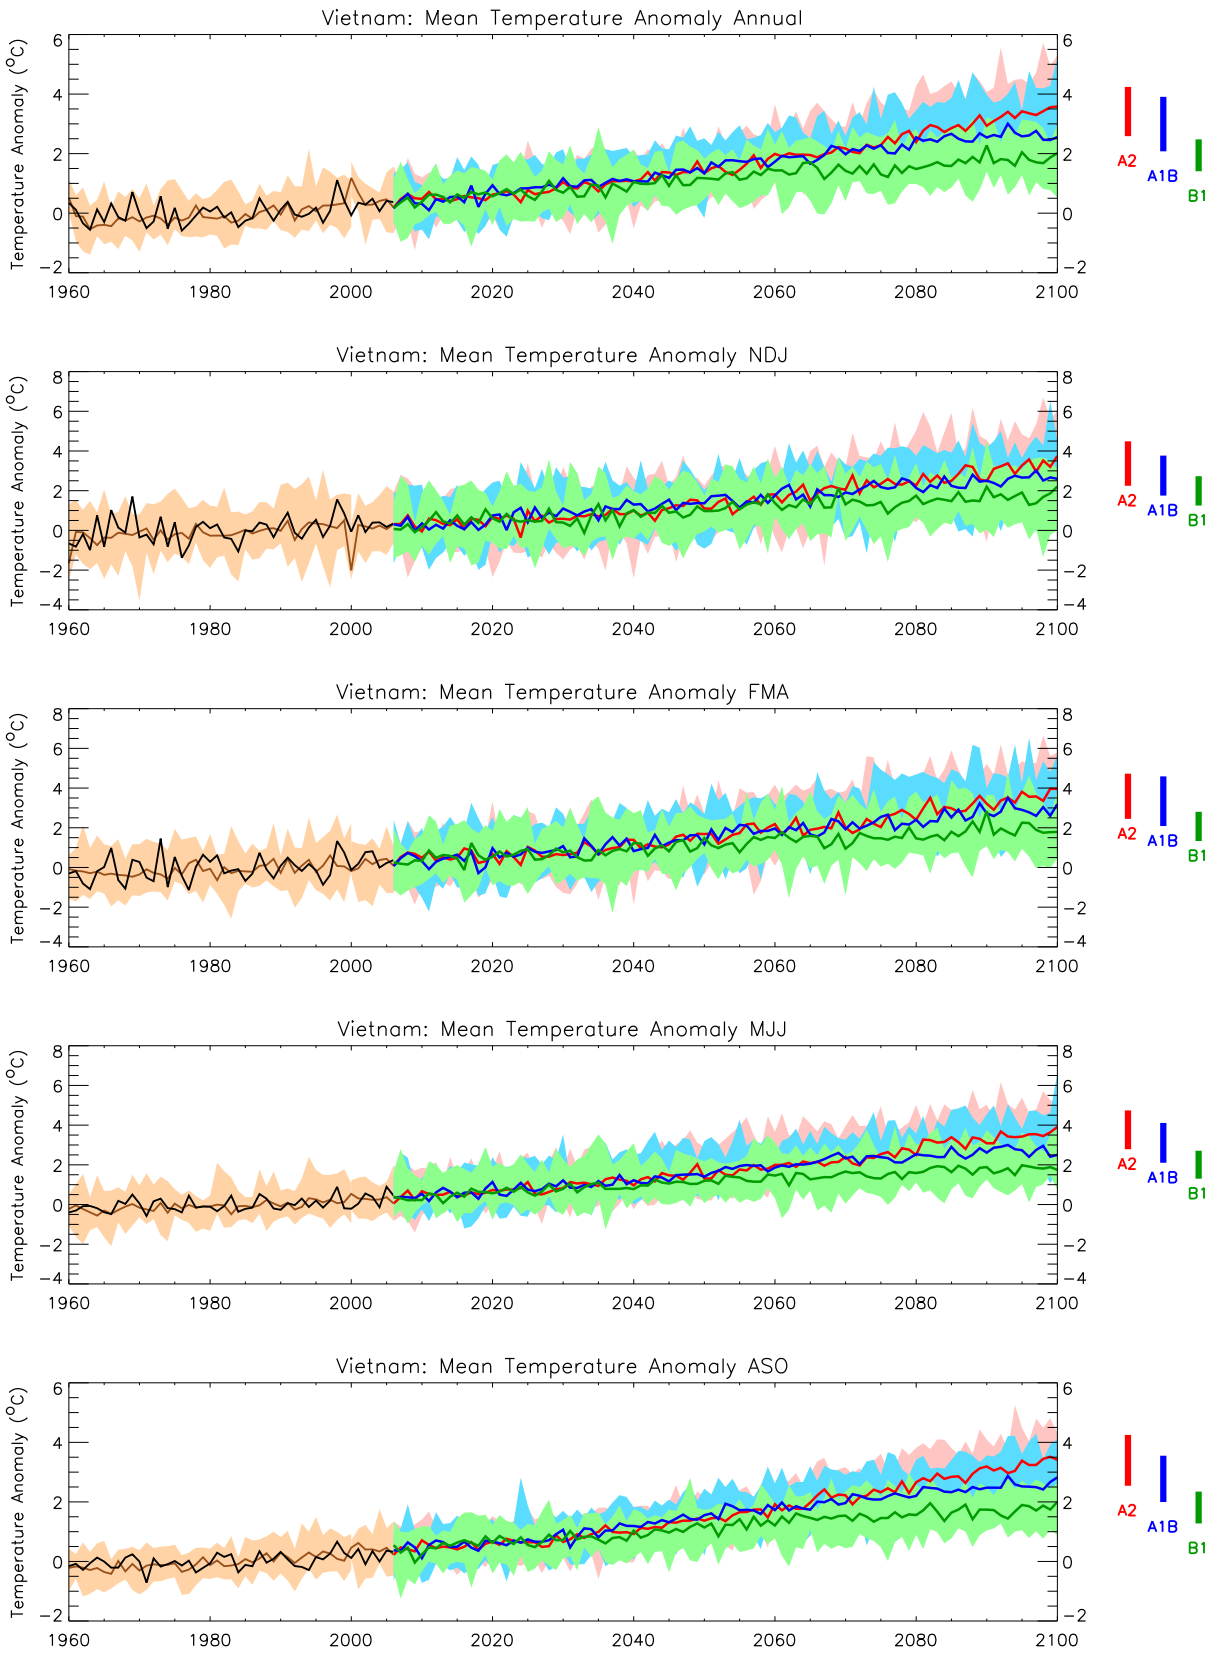 Vietnam: Mean Temperature Anomaly Annual
Temperature Anomaly (°C)
6 4 2 0 −2
6 4 2 0 −2
1960 1980 2000 2020 2040 2060 2080 2100
A2 A1B B1
Vietnam: Mean Temperature Anomaly NDJ
Temperature Anomaly (°C)
8 6 4 2 0 −2 −4
8 6 4 2 0 −2 −4
1960 1980 2000 2020 2040 2060 2080 2100
A2 A1B B1
Vietnam: Mean Temperature Anomaly FMA
Temperature Anomaly (°C)
8 6 4 2 0 −2 −4
8 6 4 2 0 −2 −4
1960 1980 2000 2020 2040 2060 2080 2100
A2 A1B B1
Vietnam: Mean Temperature Anomaly MJJ
Temperature Anomaly (°C)
8 6 4 2 0 −2 −4
8 6 4 2 0 −2 −4
1960 1980 2000 2020 2040 2060 2080 2100
A2 A1B B1
Vietnam: Mean Temperature Anomaly ASO
Temperature Anomaly (°C)
6 4 2 0 −2
6 4 2 0 −2
1960 1980 2000 2020 2040 2060 2080 2100
A2 A1B B1